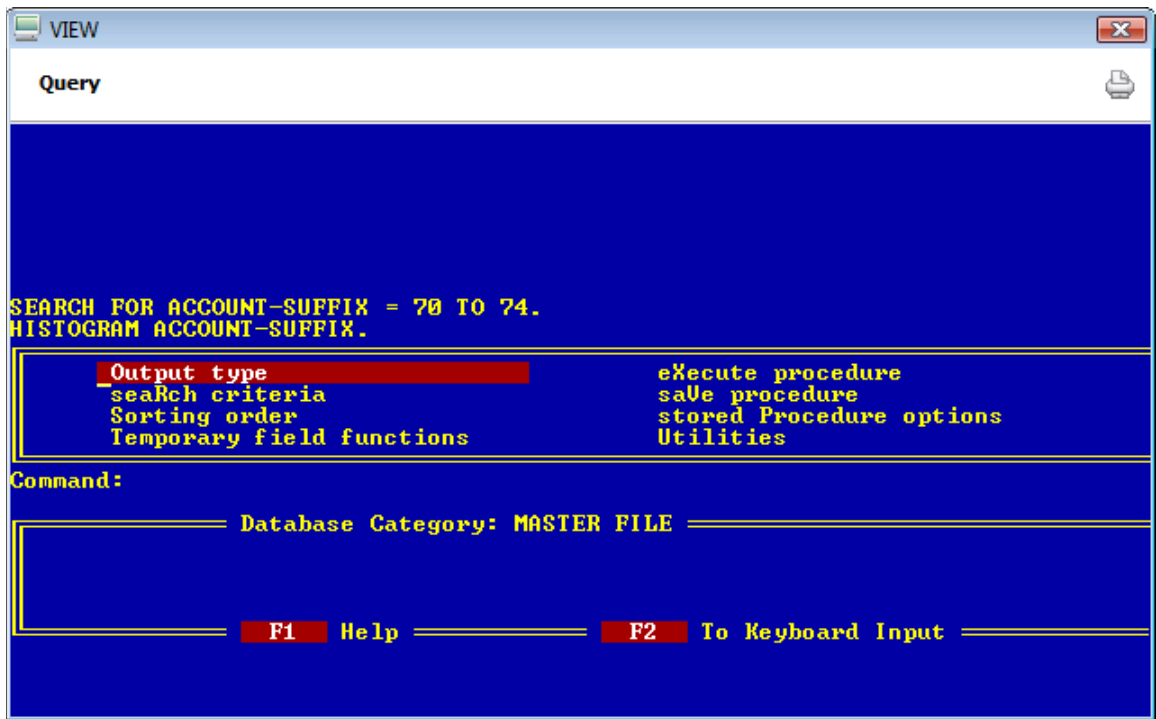 VIEW
Query
SEARCH FOR ACCOUNT-SUFFIX = 70 TO 74.
HISTOGRAM ACCOUNT-SUFFIX.
Output type eXecute procedure
seaRch criteria saVe procedure
Sorting order stored Procedure options
Temporary field functions Utilities
Command:
Database Category: MASTER FILE
F1 Help F2 To Keyboard Input